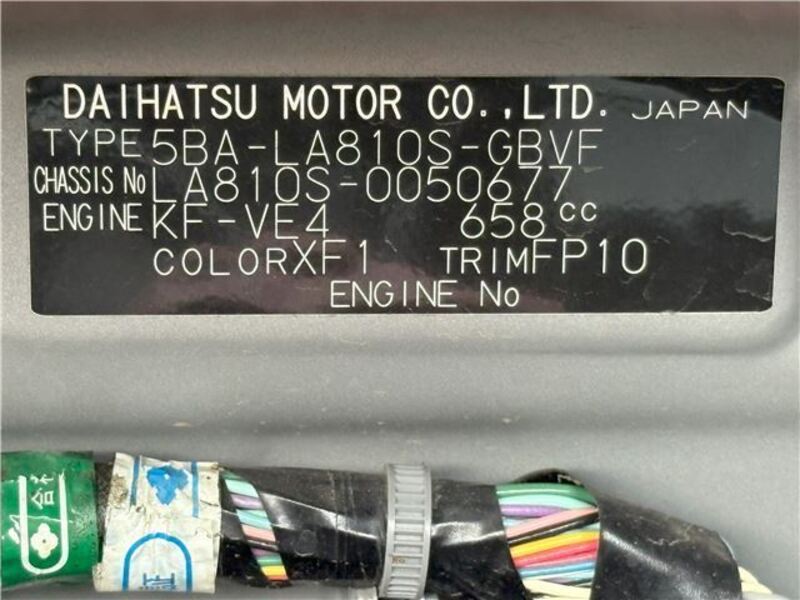 DAIHATSU MOTOR CO.,LTD. JAPAN
TYPE 5BA-LA810S-GBVF
CHASSIS No LA810S-0050677
ENGINE KF-VE4 658cc
COLOR XF1 TRIM FP10
ENGINE No